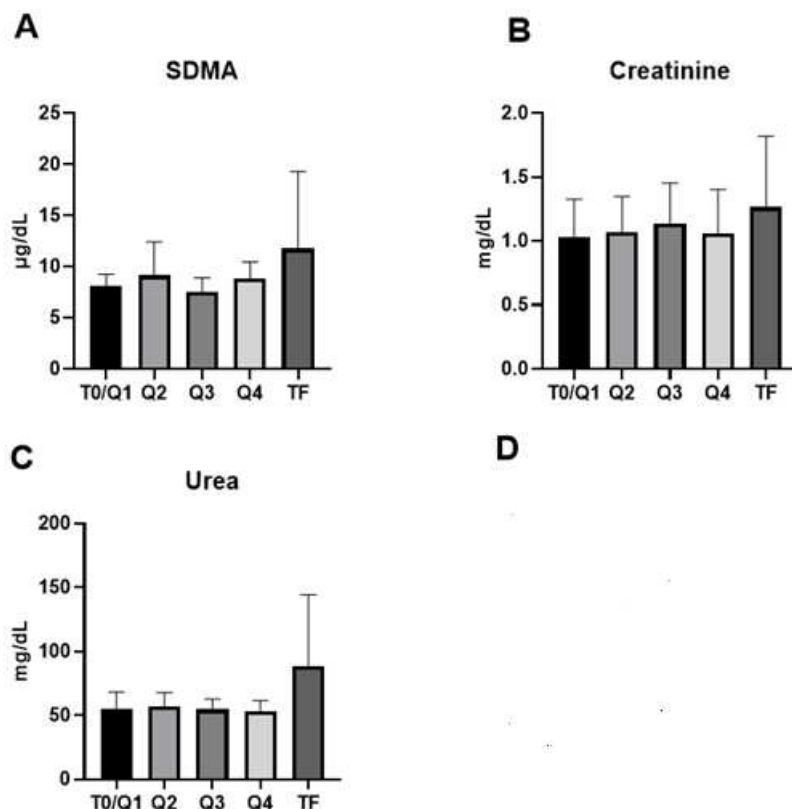 A
SDMA
25
20
15
10
5
0
µg/dL
T0/Q1 Q2 Q3 Q4 TF
B
Creatinine
2.0
1.5
1.0
0.5
0.0
mg/dL
T0/Q1 Q2 Q3 Q4 TF
C
Urea
200
150
100
50
0
mg/dL
T0/Q1 Q2 Q3 Q4 TF
D